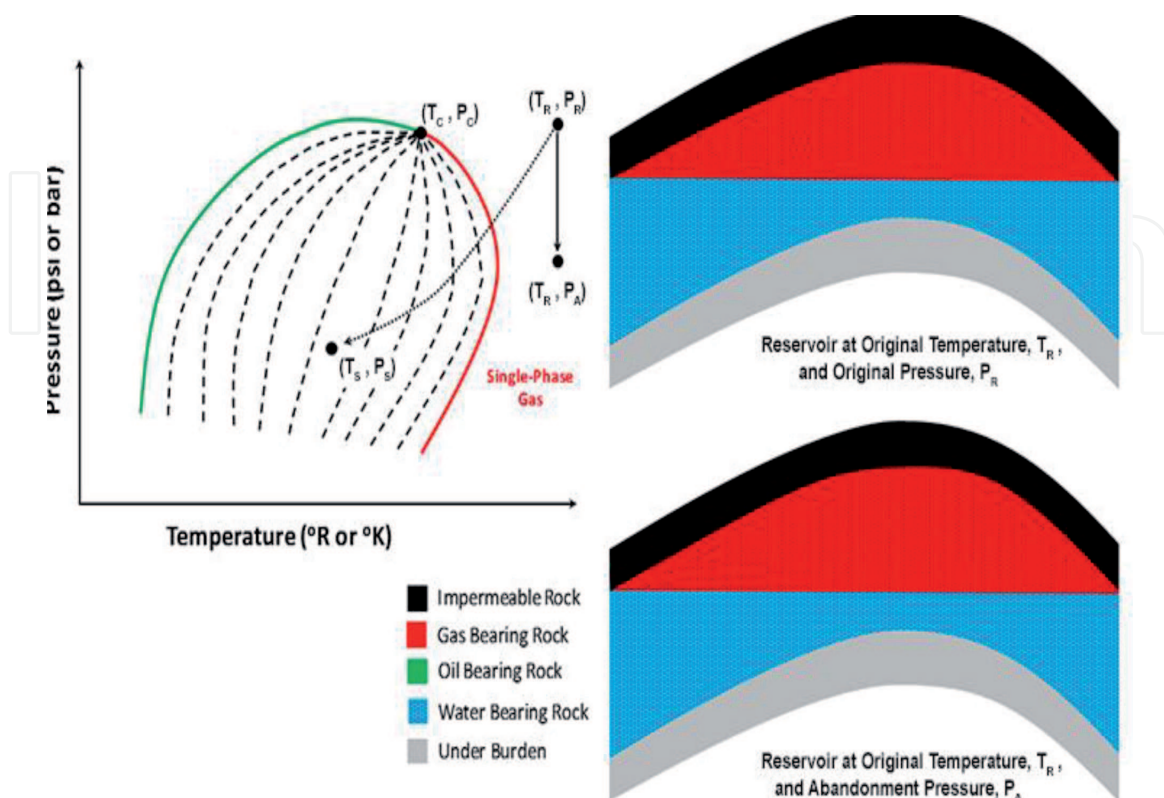 Pressure (psi or bar)
(T_C , P_C)
(T_R , P_R)
(T_R , P_A)
(T_S , P_S)
Single-Phase
Gas
Temperature (ºR or ºK)
Impermeable Rock
Gas Bearing Rock
Oil Bearing Rock
Water Bearing Rock
Under Burden
Reservoir at Original Temperature, T_R ,
and Original Pressure, P_R
Reservoir at Original Temperature, T_R ,
and Abandonment Pressure, P_A